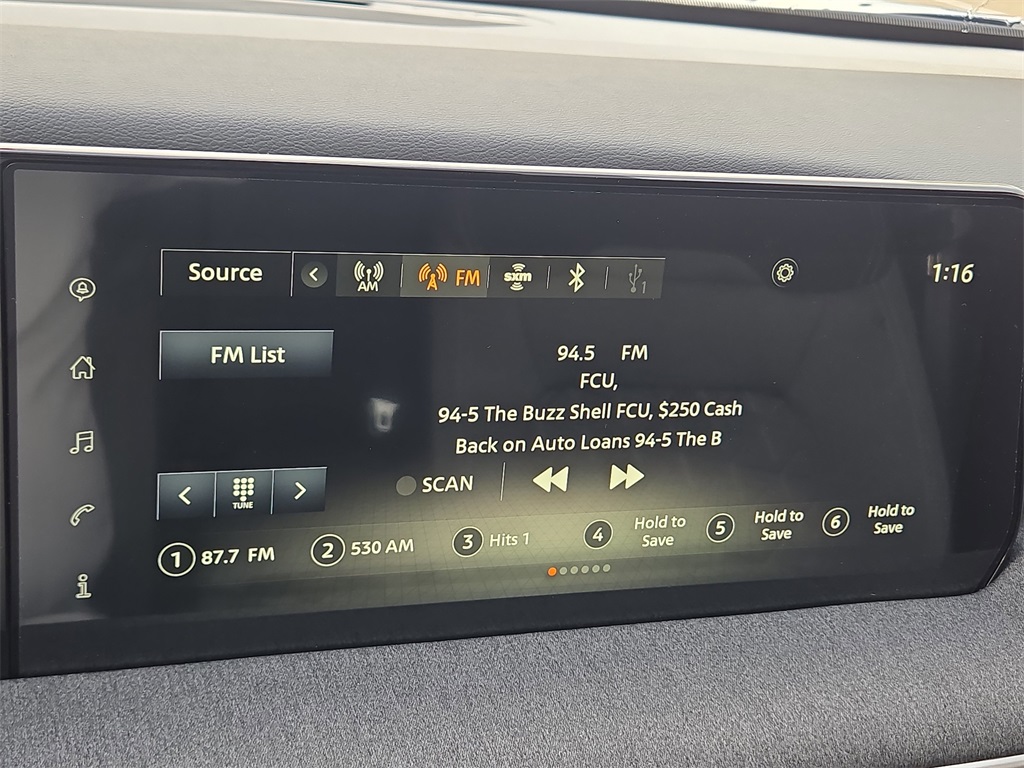 Source
AM
FM
sxm
1
1:16
FM List
94.5 FM
FCU,
94-5 The Buzz Shell FCU, $250 Cash
Back on Auto Loans 94-5 The B
TUNE
SCAN
1 87.7 FM
2 530 AM
3 Hits 1
4 Hold to
Save
5 Hold to
Save
6 Hold to
Save